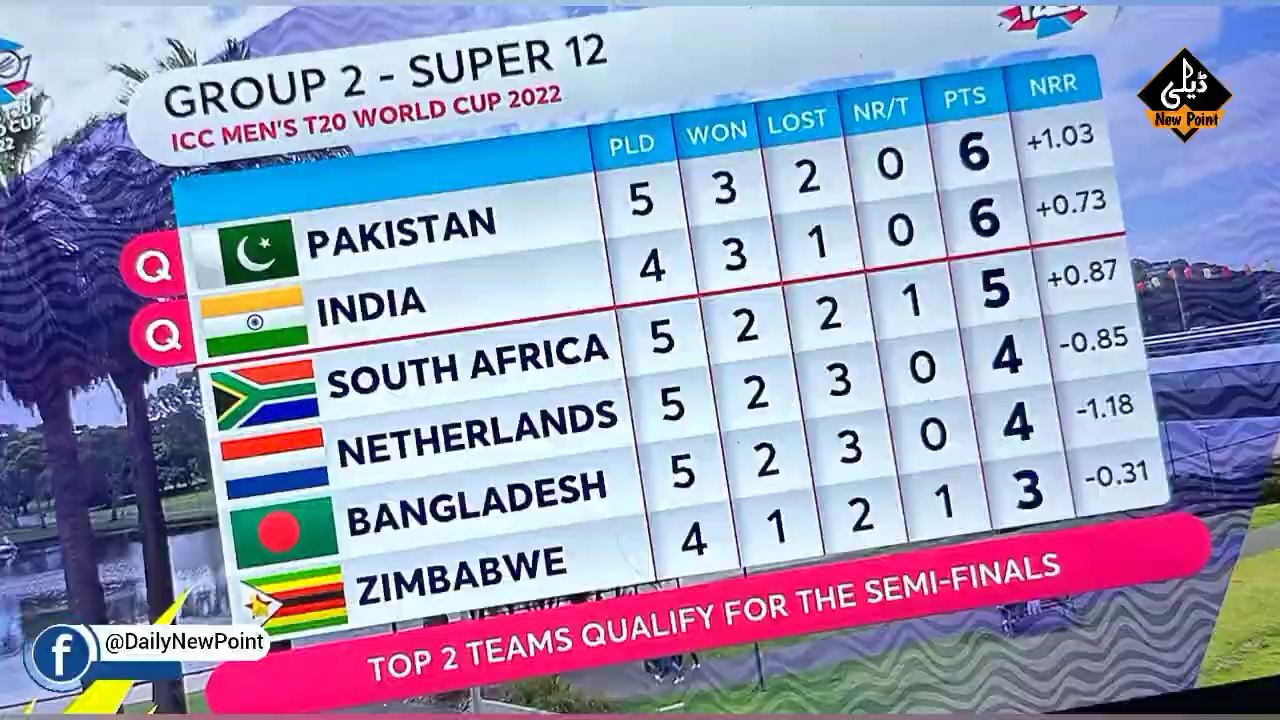 GROUP 2 - SUPER 12
ICC MEN'S T20 WORLD CUP 2022
PLD WON LOST NR/T PTS NRR
Q PAKISTAN 5 3 2 0 6 +1.03
Q INDIA 4 3 1 0 6 +0.73
SOUTH AFRICA 5 2 2 1 5 +0.87
NETHERLANDS 5 2 3 0 4 -0.85
BANGLADESH 5 2 3 0 4 -1.18
ZIMBABWE 4 1 2 1 3 -0.31
TOP 2 TEAMS QUALIFY FOR THE SEMI-FINALS
ڈیلی
New Point
f @DailyNewPoint